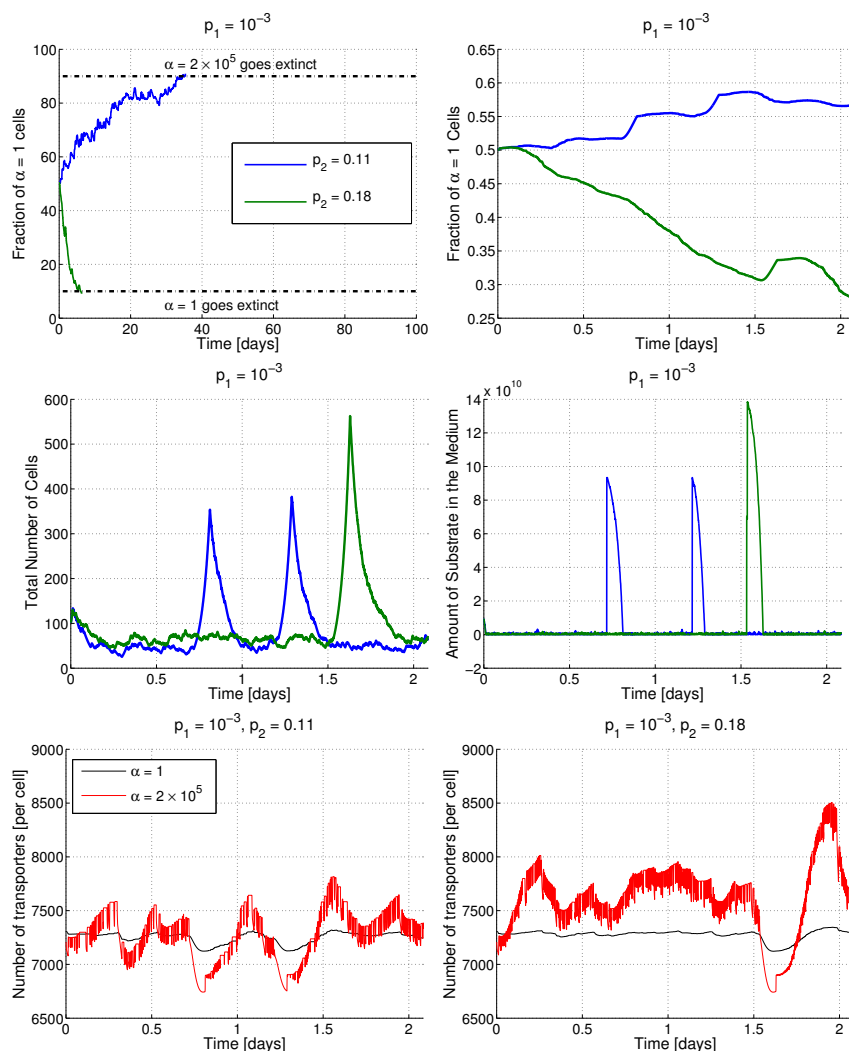 p₁ = 10⁻³
100
80
60
40
20
0
Fraction of α = 1 cells
α = 2 × 10⁵ goes extinct
p₂ = 0.11
p₂ = 0.18
α = 1 goes extinct
0 20 40 60 80 100
Time [days]
p₁ = 10⁻³
0.65
0.6
0.55
0.5
0.45
0.4
0.35
0.3
0.25
Fraction of α = 1 Cells
0 0.5 1 1.5 2
Time [days]
p₁ = 10⁻³
600
500
400
300
200
100
0
Total Number of Cells
0 0.5 1 1.5 2
Time [days]
p₁ = 10⁻³
x 10¹⁰
14
12
10
8
6
4
2
0
−2
Amount of Substrate in the Medium
0 0.5 1 1.5 2
Time [days]
p₁ = 10⁻³, p₂ = 0.11
9000
8500
8000
7500
7000
6500
Number of transporters [per cell]
α = 1
α = 2 × 10⁵
0 0.5 1 1.5 2
Time [days]
p₁ = 10⁻³, p₂ = 0.18
9000
8500
8000
7500
7000
6500
Number of transporters [per cell]
0 0.5 1 1.5 2
Time [days]